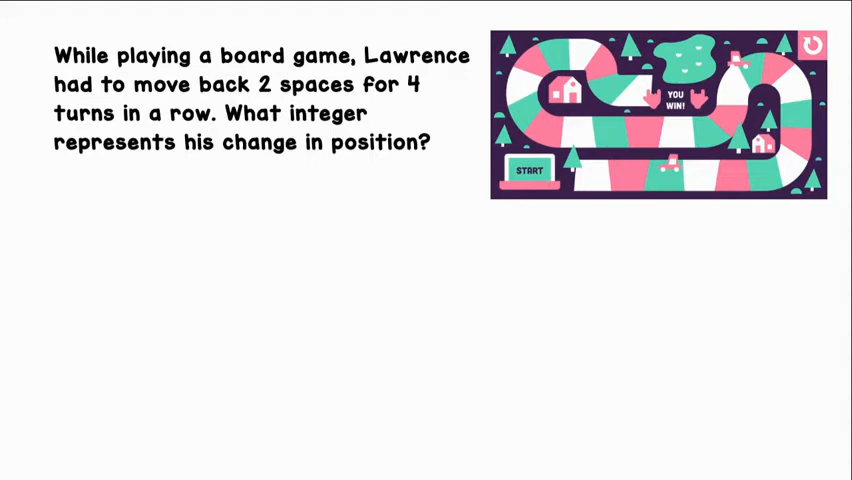 While playing a board game, Lawrence
had to move back 2 spaces for 4
turns in a row. What integer
represents his change in position?
YOU
WIN!
START